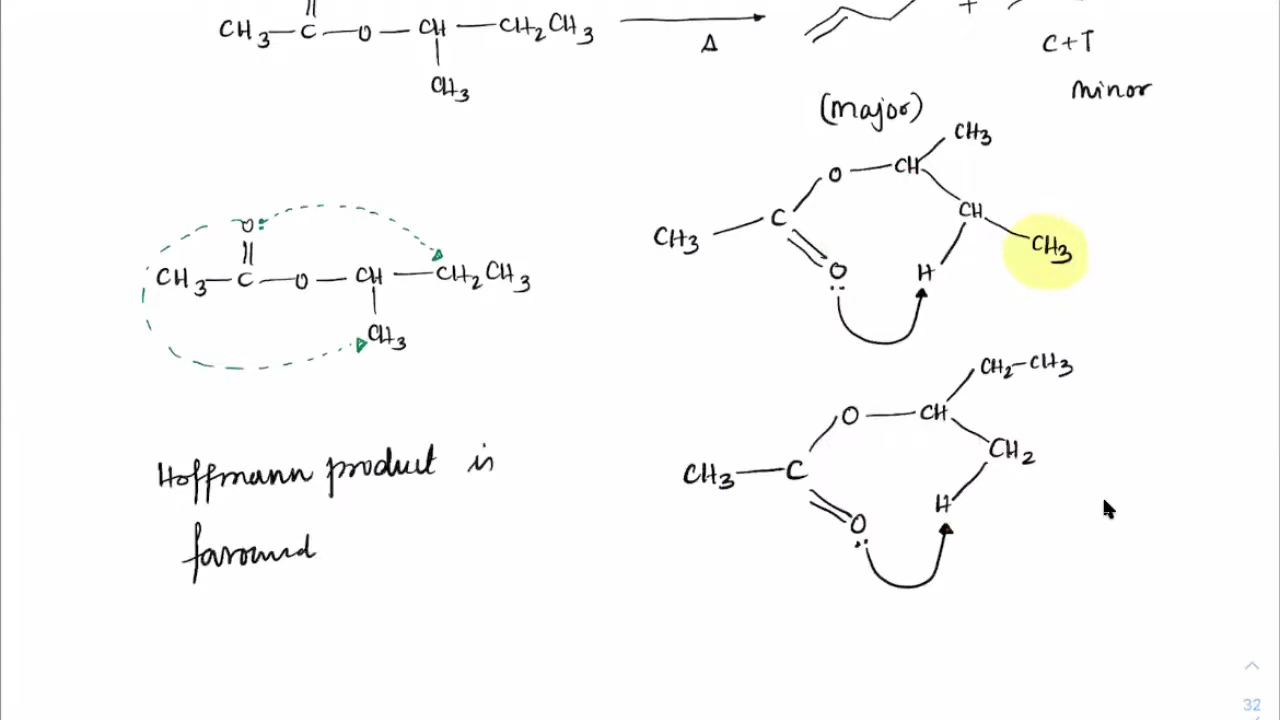 CH3—C—O—CH—CH2CH3
CH3
Δ
+
C+T
minor
(major)
O:
CH3—C—O—CH—CH2CH3
CH3
CH3
O—CH
CH3—C
CH
CH3
O
H
Hoffmann product is
favound
CH2—CH3
O—CH
CH3—C
CH2
O
H
32